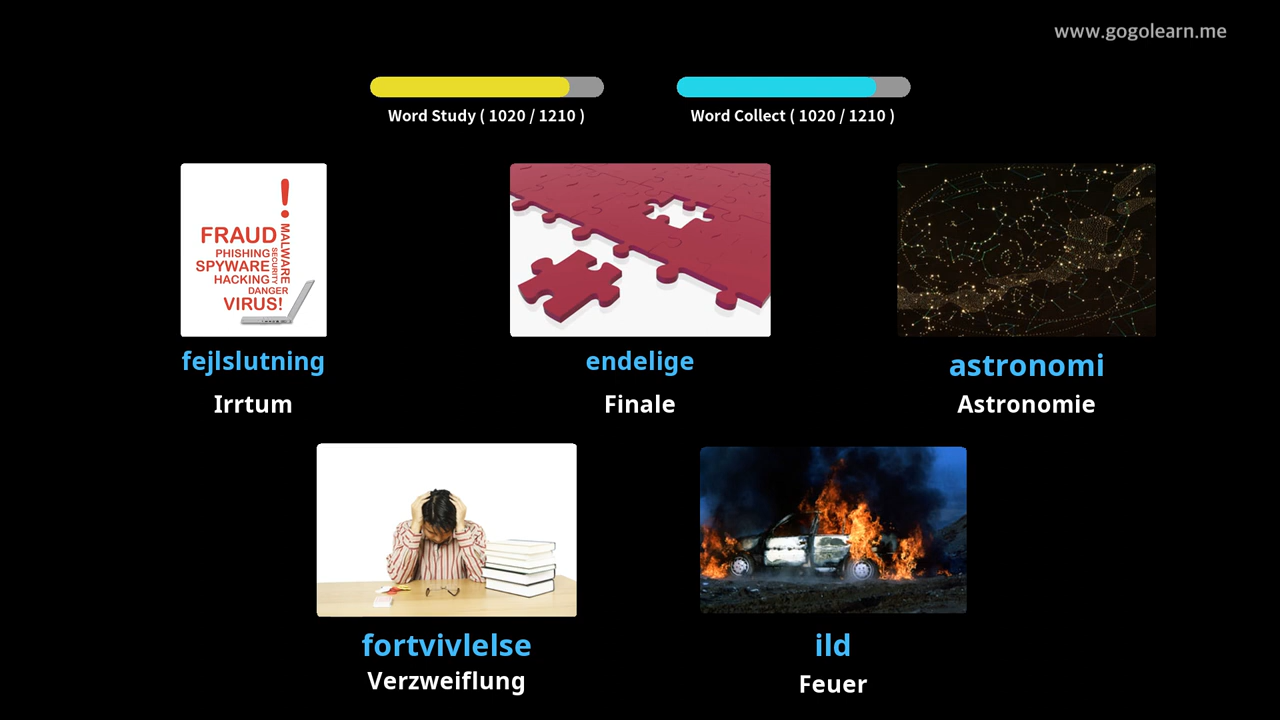 www.gogolearn.me
Word Study ( 1020 / 1210 )
Word Collect ( 1020 / 1210 )
!
FRAUD
MALWARE
PHISHING
SECURITY
SPYWARE
HACKING
DANGER
VIRUS!
fejlslutning
Irrtum
endelige
Finale
astronomi
Astronomie
fortvivlelse
Verzweiflung
ild
Feuer